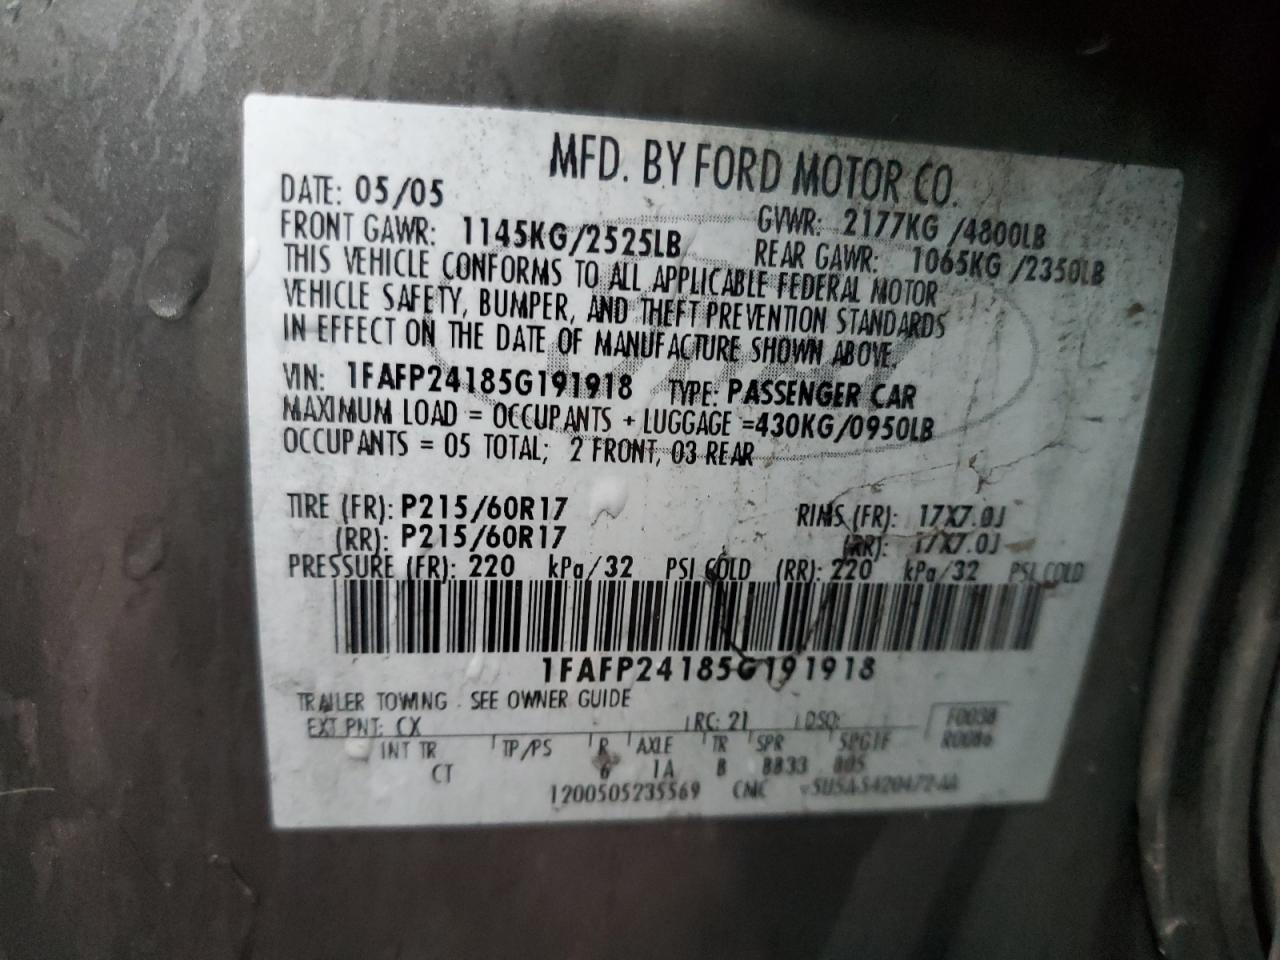 MFD. BY FORD MOTOR CO.
DATE: 05/05 GVWR: 2177KG /4800LB
FRONT GAWR: 1145KG/2525LB REAR GAWR: 1065KG /2350LB
THIS VEHICLE CONFORMS TO ALL APPLICABLE FEDERAL MOTOR
VEHICLE SAFETY, BUMPER, AND THEFT PREVENTION STANDARDS
IN EFFECT ON THE DATE OF MANUFACTURE SHOWN ABOVE.
VIN: 1FAFP24185G191918 TYPE: PASSENGER CAR
MAXIMUM LOAD = OCCUPANTS + LUGGAGE =430KG/0950LB
OCCUPANTS = 05 TOTAL; 2 FRONT, 03 REAR
TIRE (FR): P215/60R17 RIMS (FR): 17X7.0J
(RR): P215/60R17 (RR): 17X7.0J
PRESSURE (FR): 220 kPa/32 PSI COLD (RR): 220 kPa/32 PSI COLD
1FAFP24185G191918
TRAILER TOWING - SEE OWNER GUIDE
EXT PNT: CX RC: 21 DSO: F0038
INT TR TP/PS R AXLE TR SPR R0086
CT 6 1A B 8833 805
1200505235569 CMC